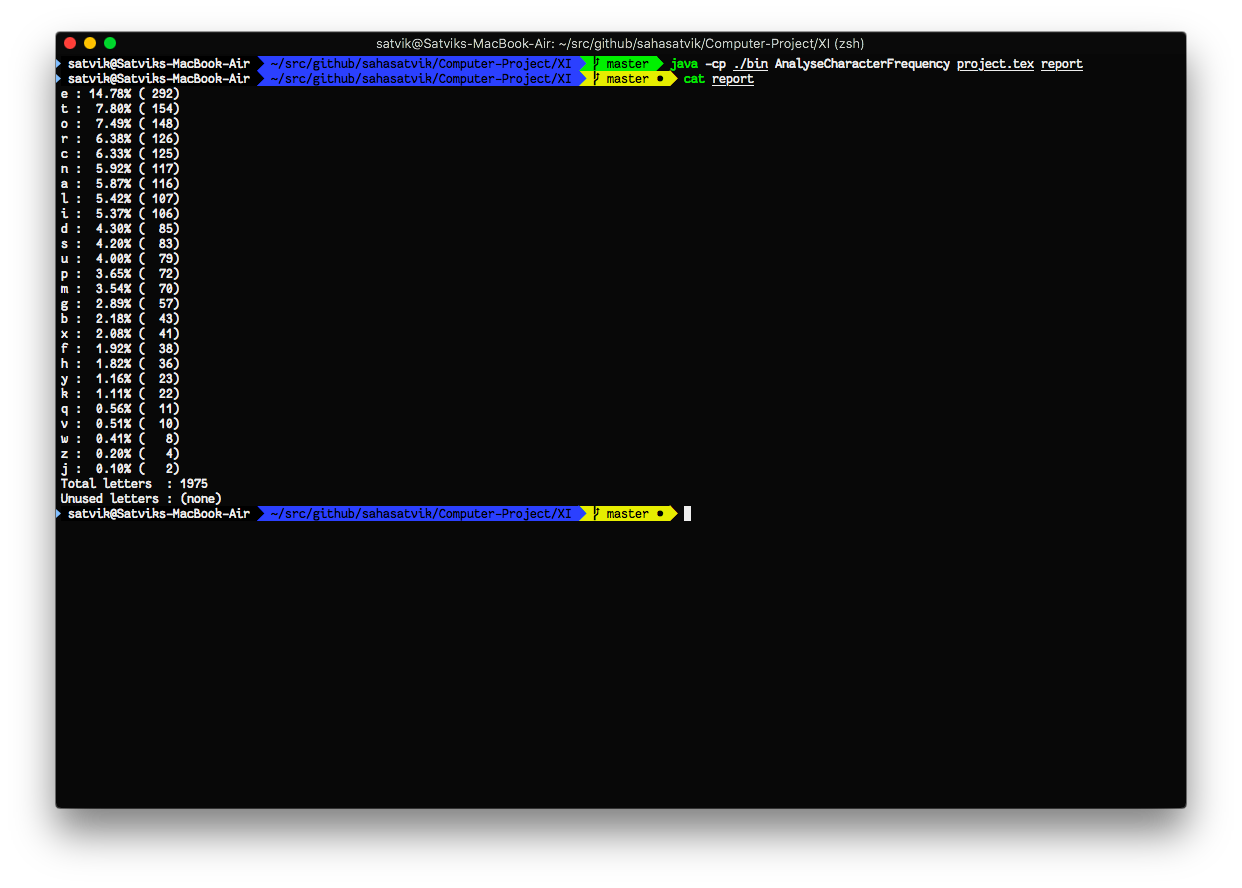 satvik@Satviks-MacBook-Air: ~/src/github/sahasatvik/Computer-Project/XI (zsh)
satvik@Satviks-MacBook-Air ~/src/github/sahasatvik/Computer-Project/XI master java -cp ./bin AnalyseCharacterFrequency project.tex report
satvik@Satviks-MacBook-Air ~/src/github/sahasatvik/Computer-Project/XI master ● cat report
e : 14.78% ( 292)
t :  7.80% ( 154)
o :  7.49% ( 148)
r :  6.38% ( 126)
c :  6.33% ( 125)
n :  5.92% ( 117)
a :  5.87% ( 116)
l :  5.42% ( 107)
i :  5.37% ( 106)
d :  4.30% (  85)
s :  4.20% (  83)
u :  4.00% (  79)
p :  3.65% (  72)
m :  3.54% (  70)
g :  2.89% (  57)
b :  2.18% (  43)
x :  2.08% (  41)
f :  1.92% (  38)
h :  1.82% (  36)
y :  1.16% (  23)
k :  1.11% (  22)
q :  0.56% (  11)
v :  0.51% (  10)
w :  0.41% (   8)
z :  0.20% (   4)
j :  0.10% (   2)
Total letters  : 1975
Unused letters : (none)
satvik@Satviks-MacBook-Air ~/src/github/sahasatvik/Computer-Project/XI master ●